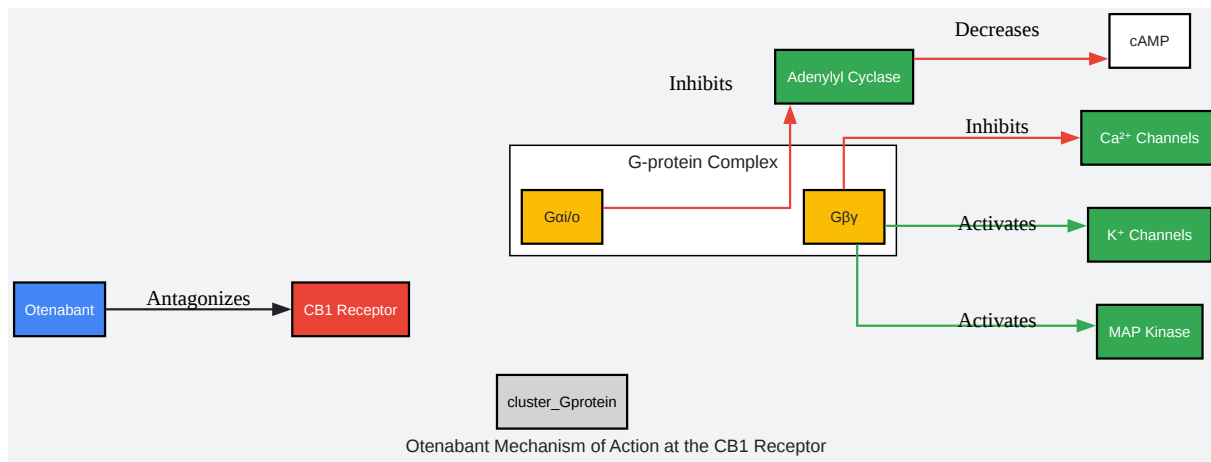 Decreases
cAMP
Inhibits
Adenylyl Cyclase
Inhibits
Ca²⁺ Channels
G-protein Complex
Gαi/o
Gβγ
Activates
K⁺ Channels
Otenabant
Antagonizes
CB1 Receptor
Activates
MAP Kinase
cluster_Gprotein
Otenabant Mechanism of Action at the CB1 Receptor